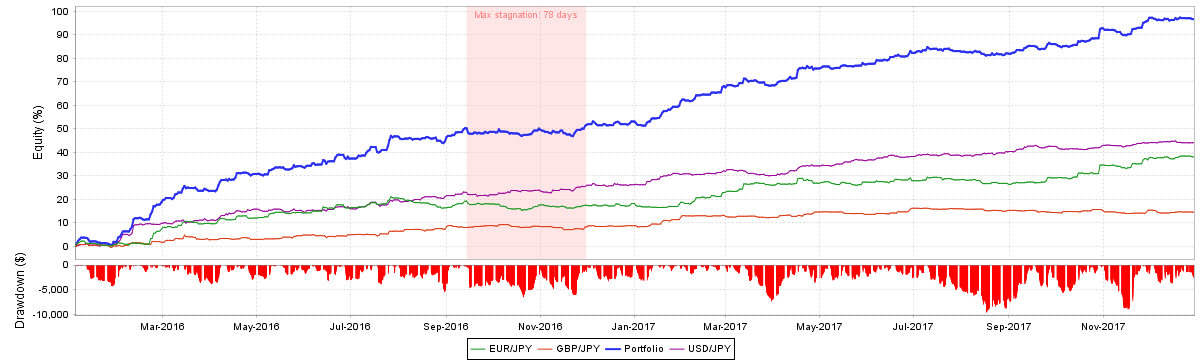 Max stagnation: 78 days
100
90
80
70
60
50
40
30
20
10
0
Equity (%)
0
-5,000
-10,000
Drawdown ($)
Mar-2016 May-2016 Jul-2016 Sep-2016 Nov-2016 Jan-2017 Mar-2017 May-2017 Jul-2017 Sep-2017 Nov-2017
EUR/JPY GBP/JPY Portfolio USD/JPY